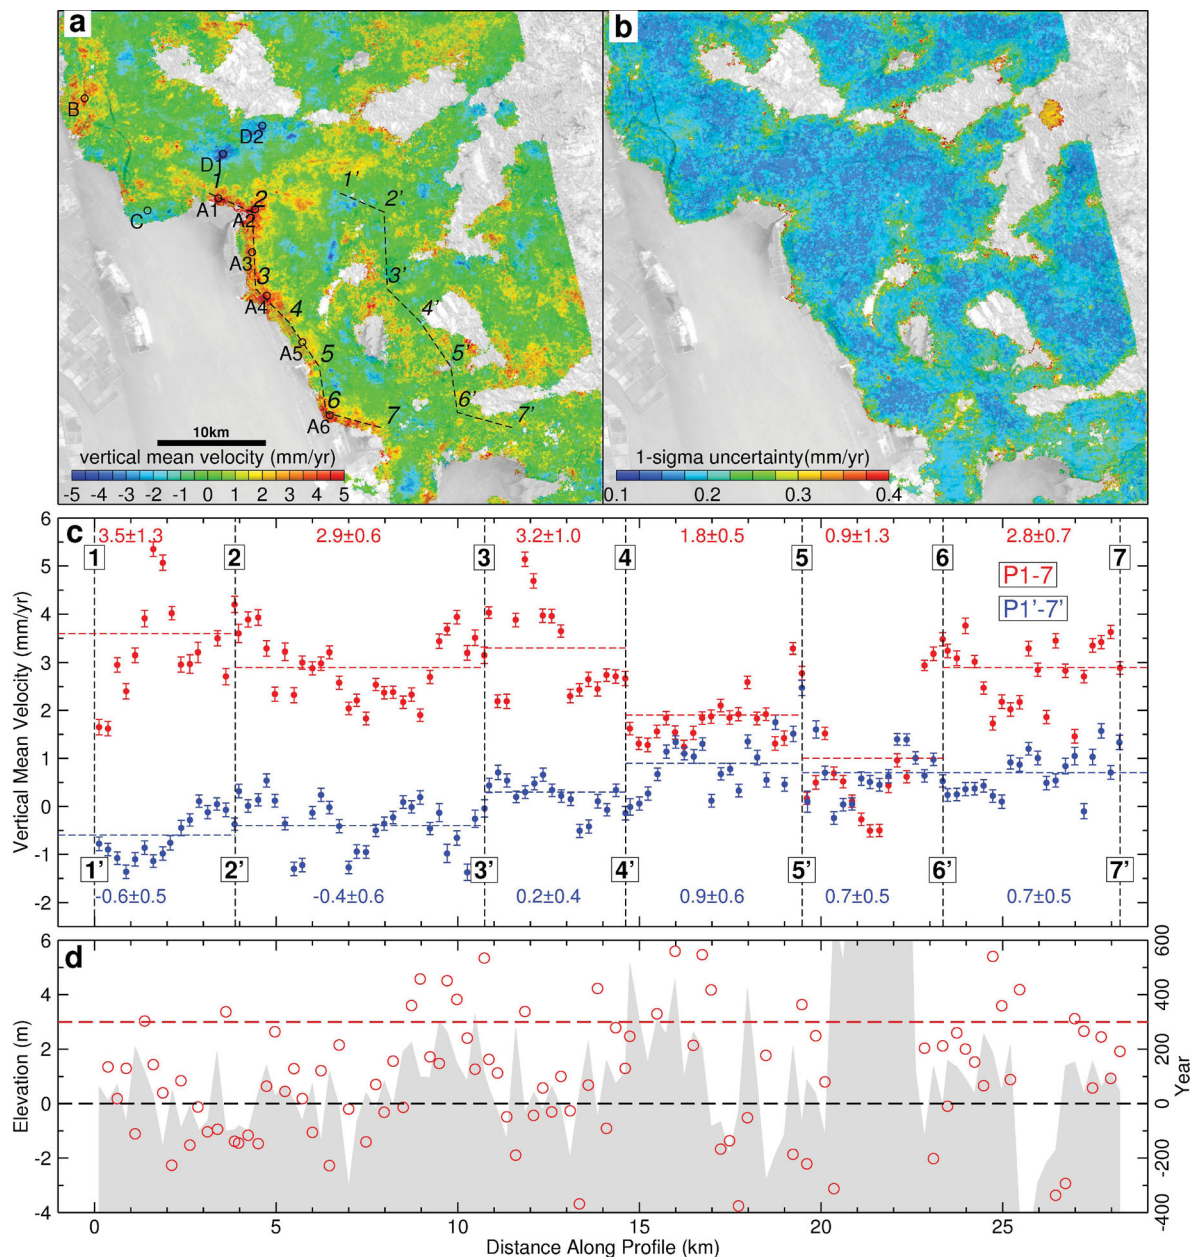 a
B
D2
D1
1
1'
C
A1
2
A2
2'
A3
3
3'
A4
4
4'
A5
5
5'
6
6'
A6
7
7'
10km
vertical mean velocity (mm/yr)
-5 -4 -3 -2 -1 0 1 2 3 4 5
b
1-sigma uncertainty(mm/yr)
0.1 0.2 0.3 0.4
c
3.5±1.3 2.9±0.6 3.2±1.0 1.8±0.5 0.9±1.3 2.8±0.7
1 2 3 4 5 6 7
P1-7
P1'-7'
Vertical Mean Velocity (mm/yr)
6
5
4
3
2
1
0
-1
-2
1' 2' 3' 4' 5' 6' 7'
-0.6±0.5 -0.4±0.6 0.2±0.4 0.9±0.6 0.7±0.5 0.7±0.5
d
Elevation (m)
6
4
2
0
-2
-4
600
400
200
0
-200
-400
Year
0 5 10 15 20 25
Distance Along Profile (km)